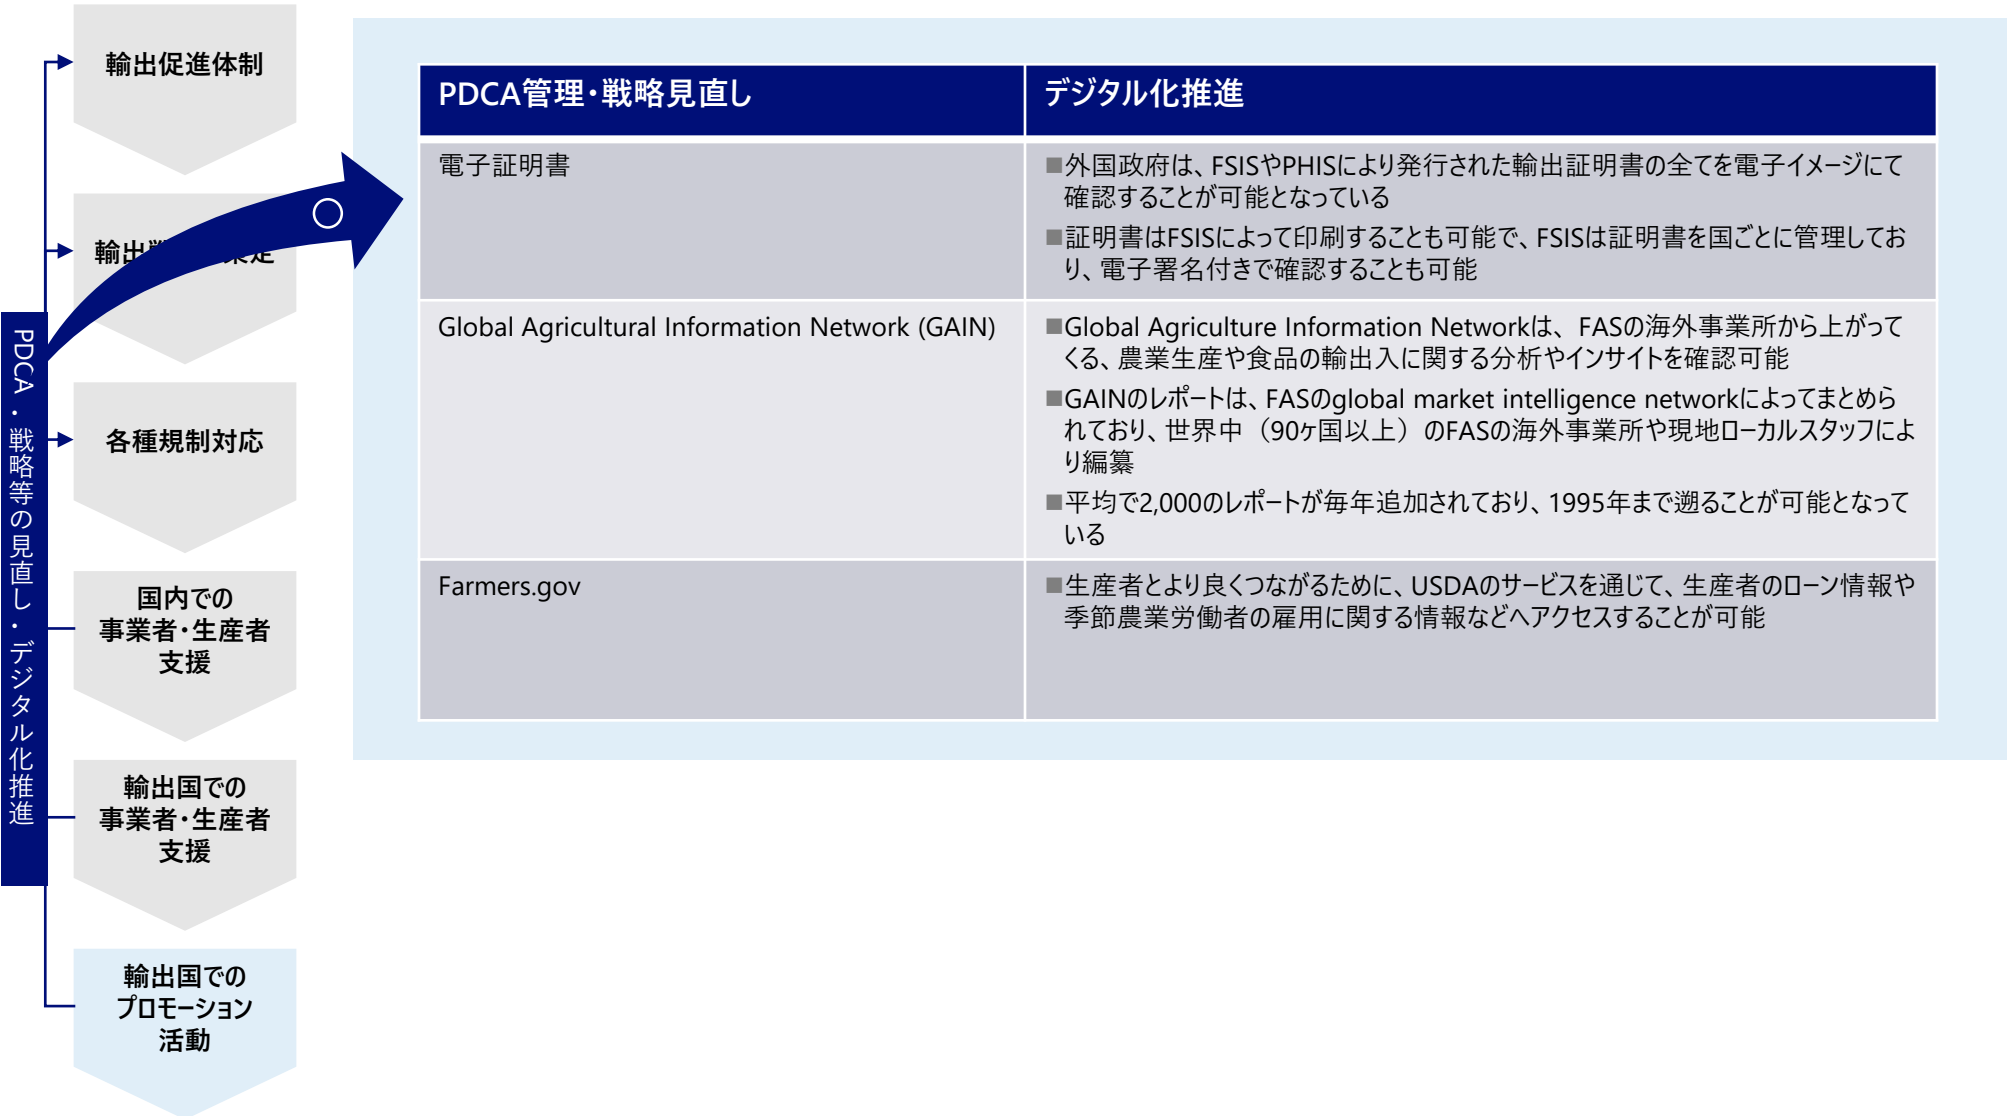 輸出促進体制
輸出
各種規制対応
国内での
事業者・生産者
支援
輸出国での
事業者・生産者
支援
輸出国での
プロモーション
活動
PDCA・戦略等の見直し・デジタル化推進
PDCA管理・戦略見直し
デジタル化推進
電子証明書
■外国政府は、FSISやPHISにより発行された輸出証明書の全てを電子イメージにて
確認することが可能となっている
■証明書はFSISによって印刷することも可能で、FSISは証明書を国ごとに管理してお
り、電子署名付きで確認することも可能
Global Agricultural Information Network (GAIN)
■Global Agriculture Information Networkは、FASの海外事業所から上がって
くる、農業生産や食品の輸出入に関する分析やインサイトを確認可能
■GAINのレポートは、FASのglobal market intelligence networkによってまとめら
れており、世界中（90ヶ国以上）のFASの海外事業所や現地ローカルスタッフによ
り編纂
■平均で2,000のレポートが毎年追加されており、1995年まで遡ることが可能となって
いる
Farmers.gov
■生産者とより良くつながるために、USDAのサービスを通じて、生産者のローン情報や
季節農業労働者の雇用に関する情報などへアクセスすることが可能